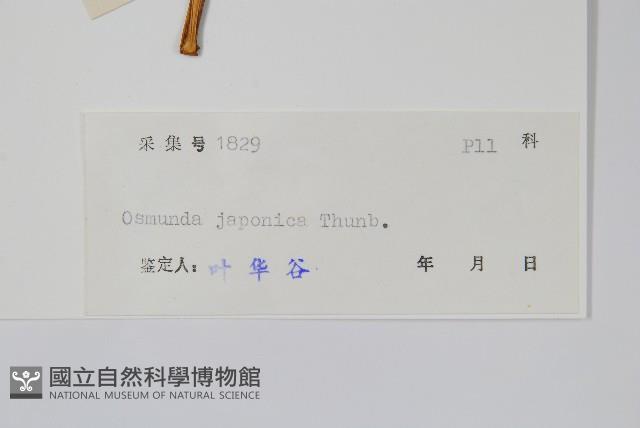 采集号 1829 P11 科
Osmunda japonica Thunb.
鉴定人: 叶华谷 年 月 日
國立自然科學博物館
NATIONAL MUSEUM OF NATURAL SCIENCE